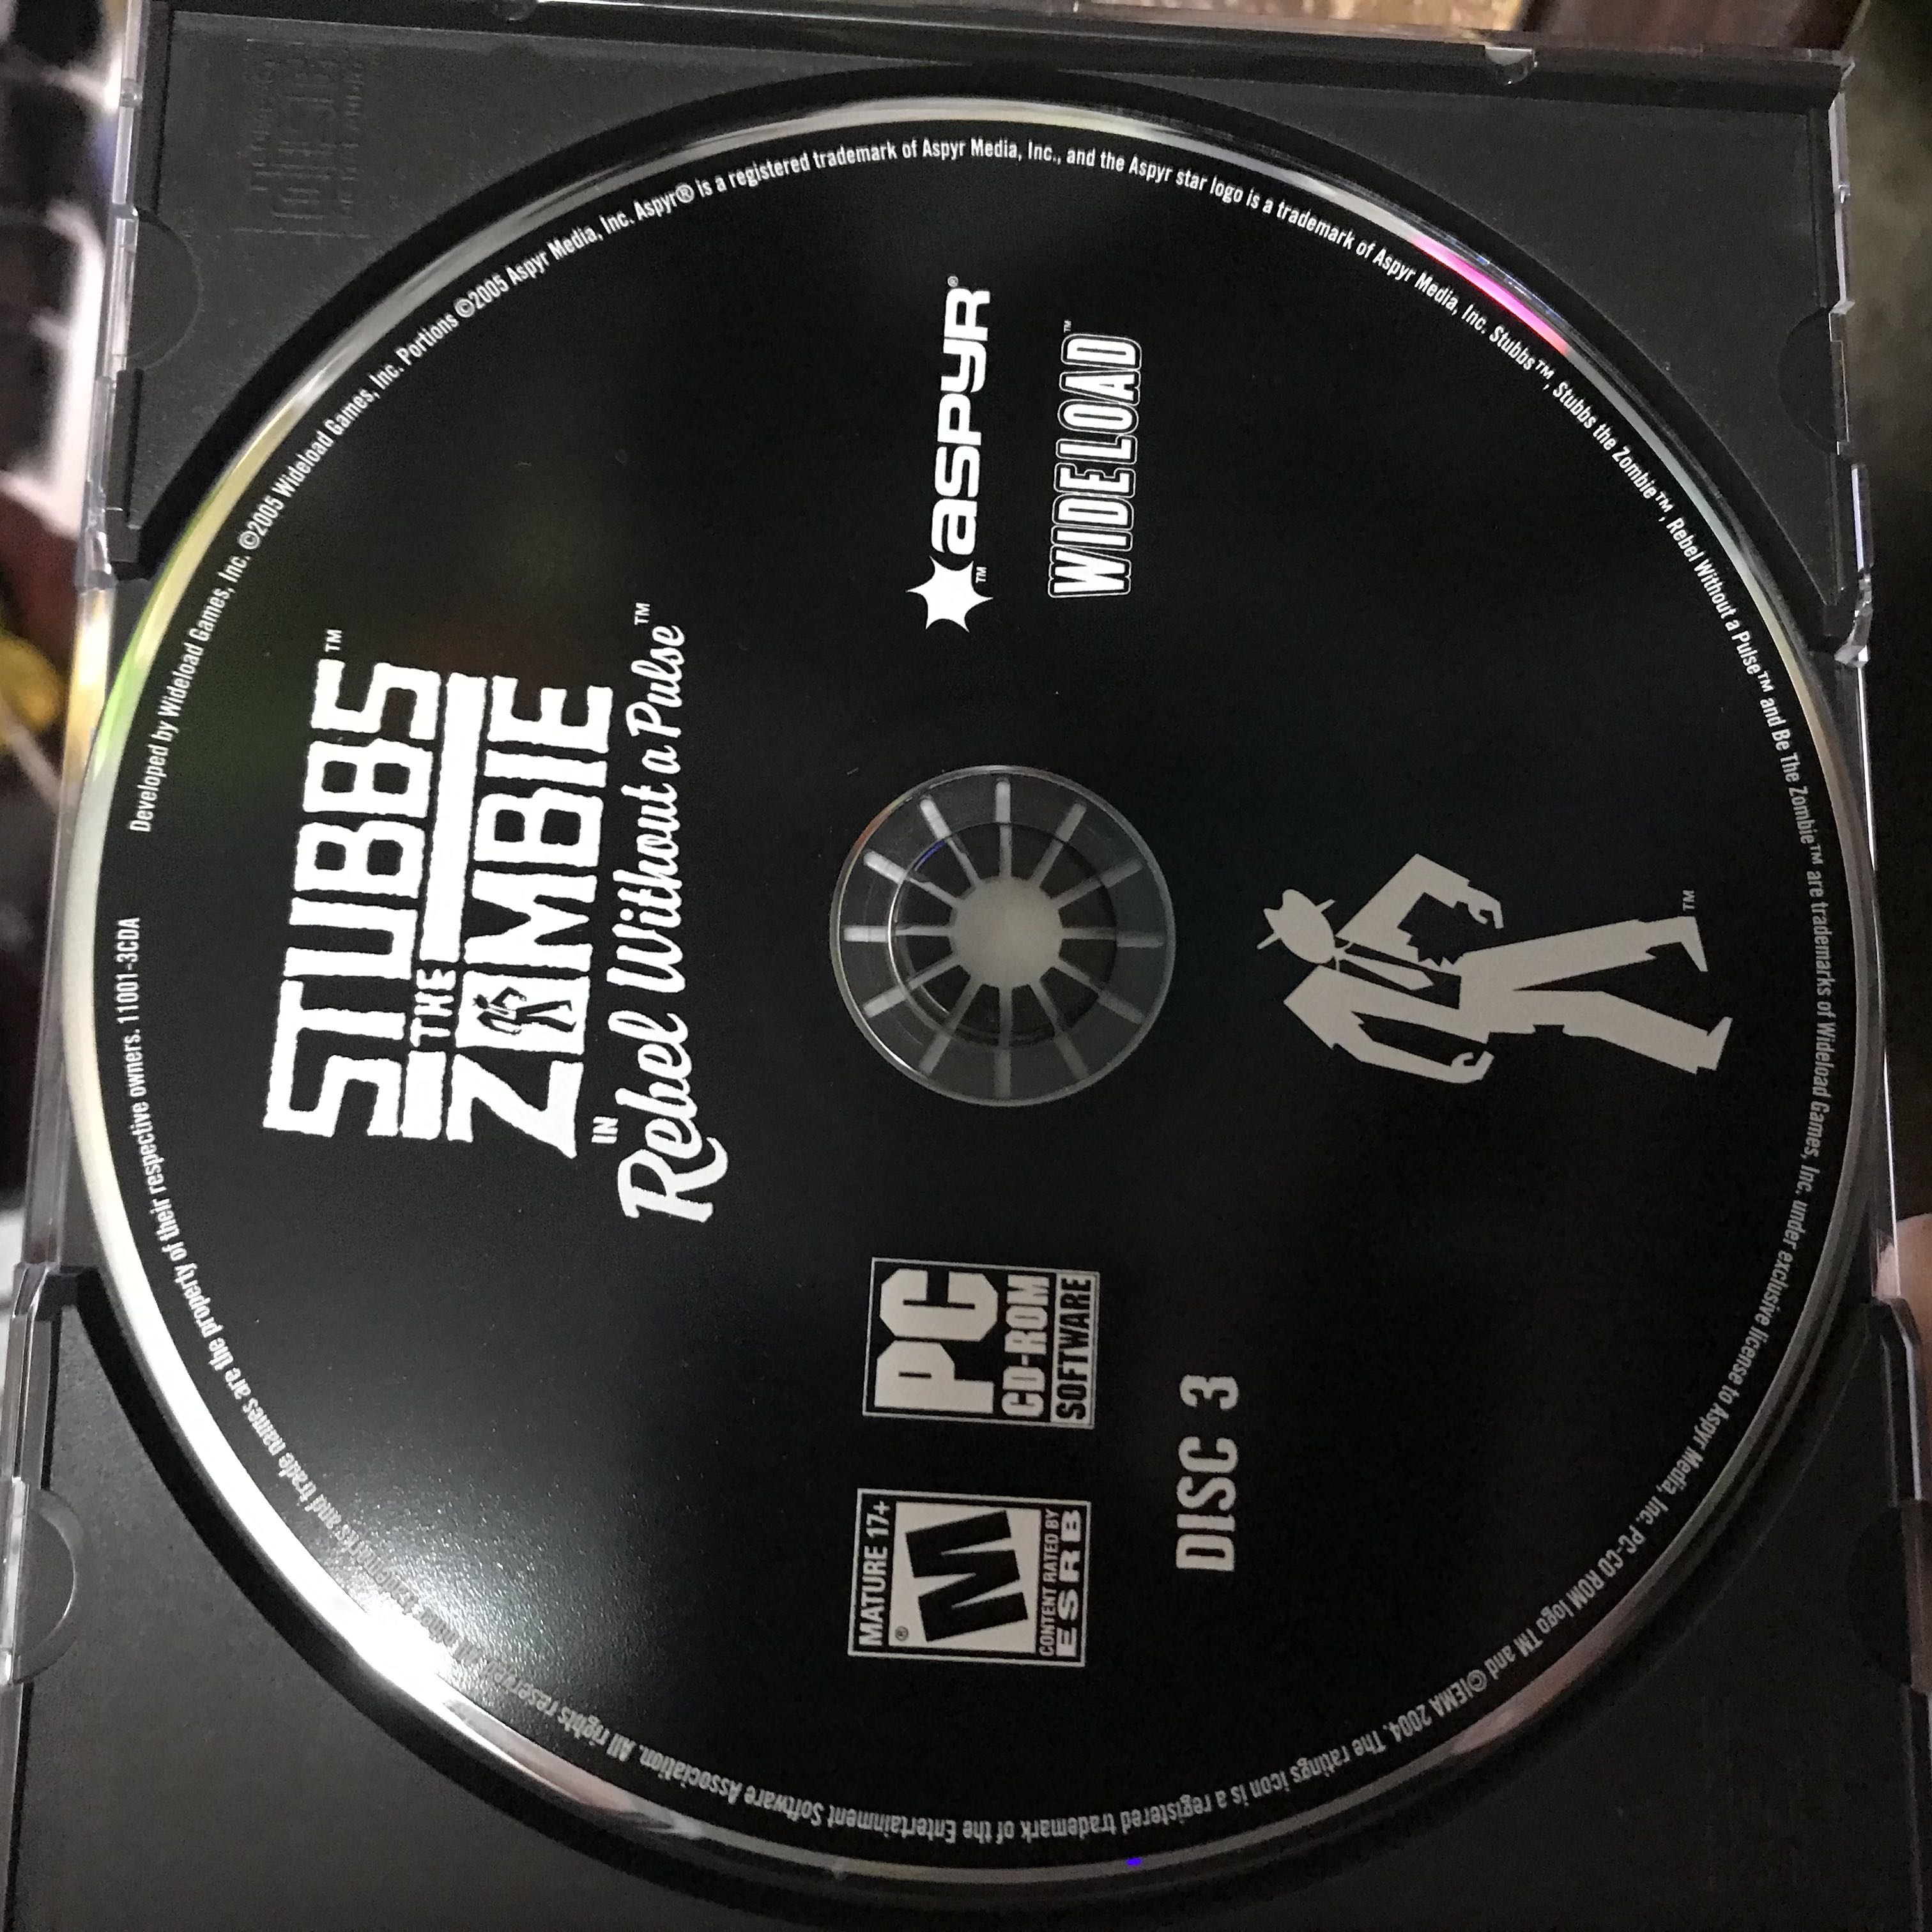 STUBBS™
THE
ZOMBIE
IN
Rebel Without a Pulse™
MATURE 17+
M®
CONTENT RATED BY
ESRB
PC
CD-ROM
SOFTWARE
aspyr®
™
WIDELOAD™
DISC 3
™
Developed by Wideload Games, Inc. ©2005 Wideload Games, Inc. Portions ©2005 Aspyr Media, Inc. Aspyr® is a registered trademark of Aspyr Media, Inc., and the Aspyr star logo is a trademark of Aspyr Media, Inc. Stubbs™, Stubbs the Zombie™, Rebel Without a Pulse™ and Be The Zombie™ are trademarks of Wideload Games, Inc. under exclusive license to Aspyr Media, Inc. PC-CD ROM logo TM and ©IEMA 2004. The ratings icon is a registered trademark of the Entertainment Software Association. All rights reserved. All other trademarks and trade names are the property of their respective owners. 11001-3CDA